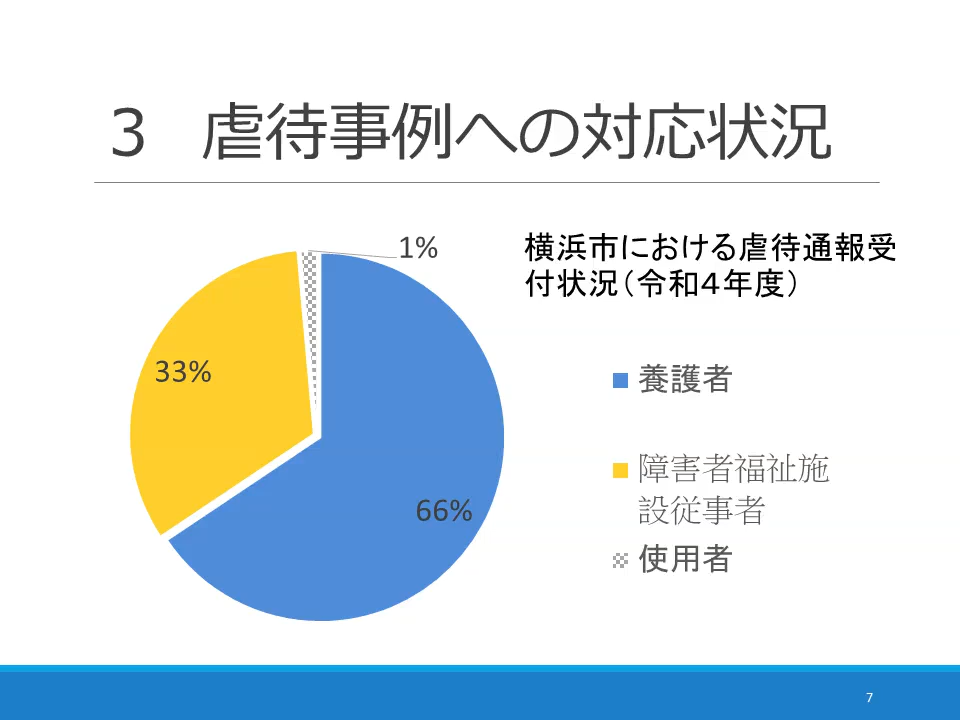 3　虐待事例への対応状況
横浜市における虐待通報受
付状況（令和4年度）
1%
33%
66%
養護者
障害者福祉施
設従事者
使用者
7